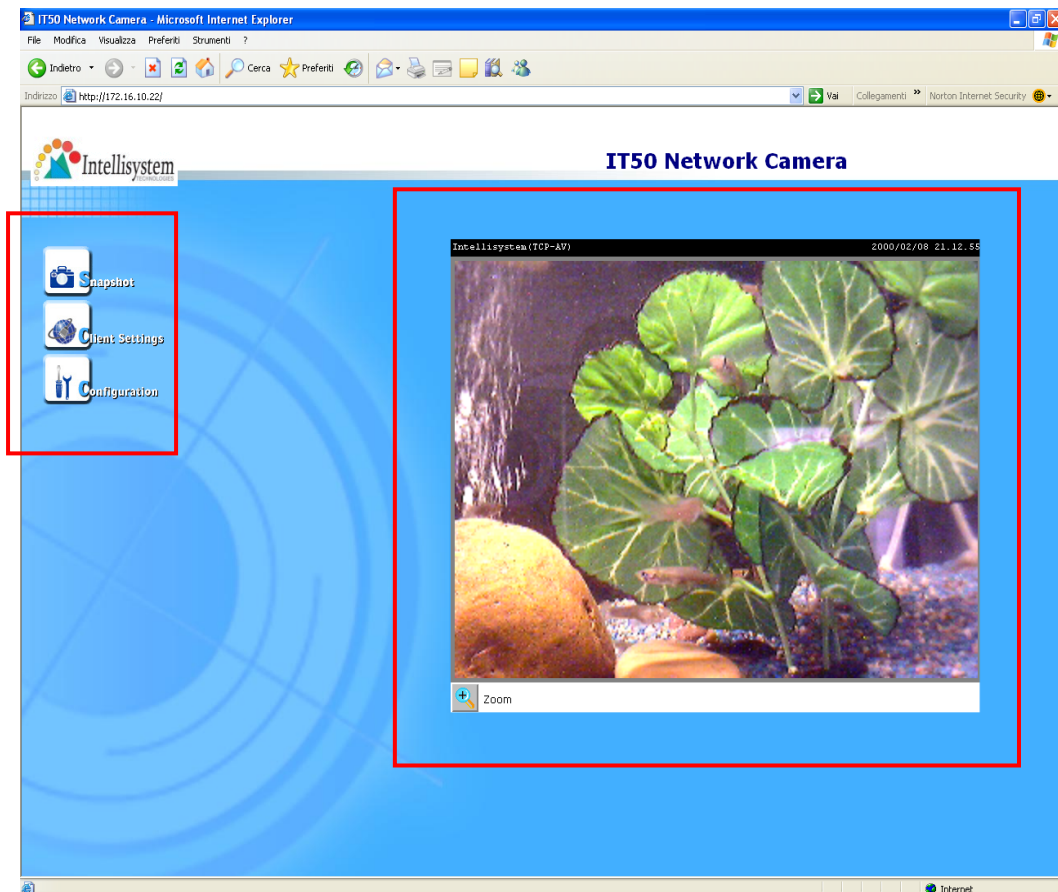 IT50 Network Camera - Microsoft Internet Explorer
File Modifica Visualizza Preferiti Strumenti ?
Indietro Cerca Preferiti
Indirizzo http://172.16.10.22/ Vai Collegamenti » Norton Internet Security
Intellisystem
TECHNOLOGIES
IT50 Network Camera
Snapshot
Client Settings
Configuration
Intellisystem(TCP-AV) 2000/02/08 21.12.55
Zoom
Internet